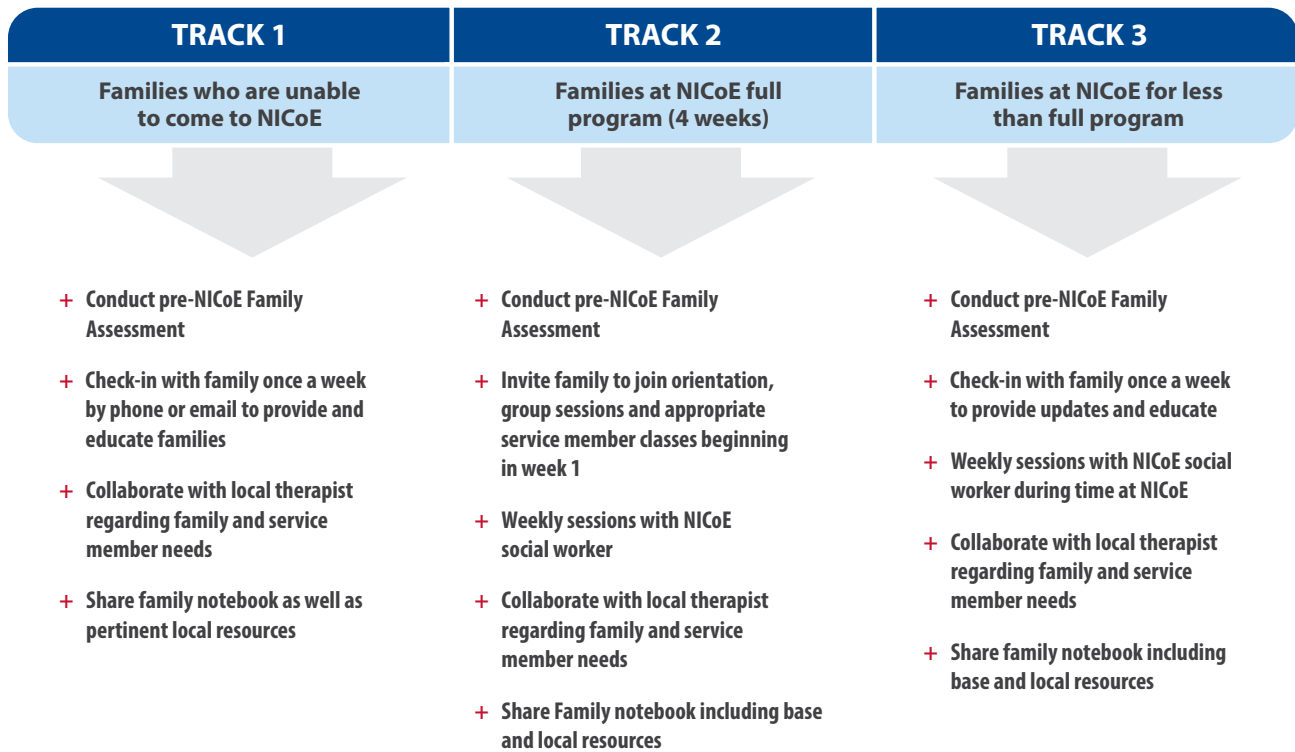 TRACK 1
Families who are unable
to come to NICoE
+ Conduct pre-NICoE Family
Assessment
+ Check-in with family once a week
by phone or email to provide and
educate families
+ Collaborate with local therapist
regarding family and service
member needs
+ Share family notebook as well as
pertinent local resources
TRACK 2
Families at NICoE full
program (4 weeks)
+ Conduct pre-NICoE Family
Assessment
+ Invite family to join orientation,
group sessions and appropriate
service member classes beginning
in week 1
+ Weekly sessions with NICoE
social worker
+ Collaborate with local therapist
regarding family and service
member needs
+ Share Family notebook including base
and local resources
TRACK 3
Families at NICoE for less
than full program
+ Conduct pre-NICoE Family
Assessment
+ Check-in with family once a week
to provide updates and educate
+ Weekly sessions with NICoE social
worker during time at NICoE
+ Collaborate with local therapist
regarding family and service
member needs
+ Share family notebook including
base and local resources